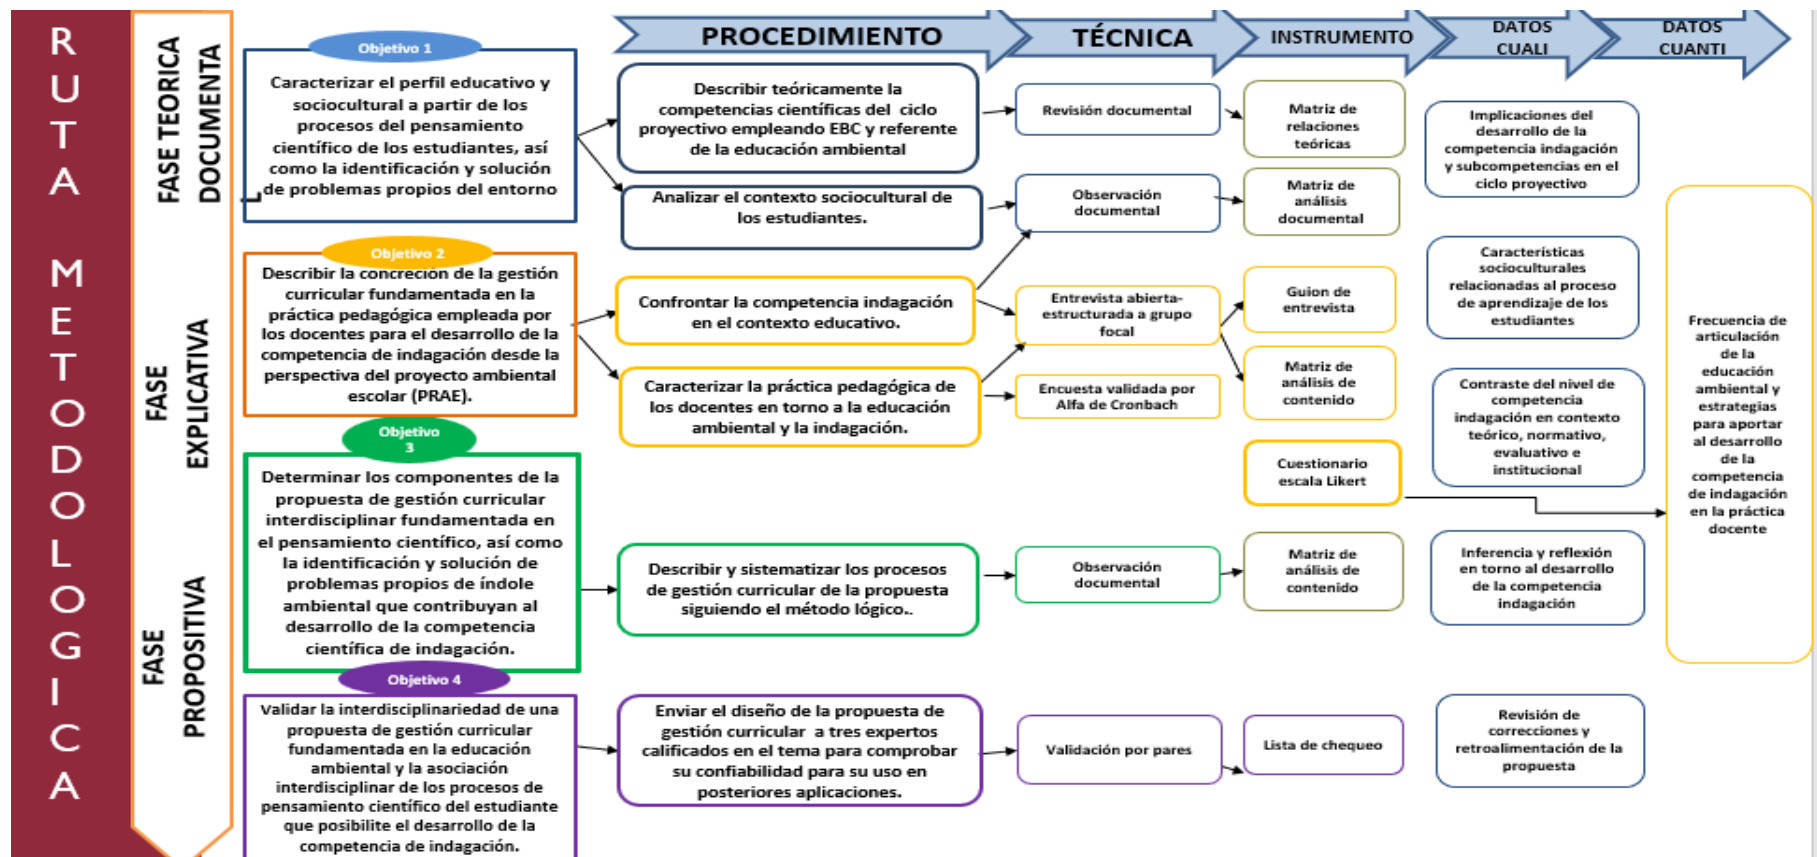 RUTA METODOLOGICA
FASE TEORICA
DOCUMENTA
L
FASE
EXPLICATIVA
FASE
PROPOSITIVA
PROCEDIMIENTO
TÉCNICA
INSTRUMENTO
DATOS
CUALI
DATOS
CUANTI
Objetivo 1
Caracterizar el perfil educativo y
sociocultural a partir de los
procesos del pensamiento
científico de los estudiantes, así
como la identificación y solución
de problemas propios del entorno
Describir teóricamente la
competencias científicas del ciclo
proyectivo empleando EBC y referente
de la educación ambiental
Revisión documental
Matriz de
relaciones
teóricas
Implicaciones del
desarrollo de la
competencia indagación
y subcompetencias en el
ciclo proyectivo
Analizar el contexto sociocultural de
los estudiantes.
Observación
documental
Matriz de
análisis
documental
Objetivo 2
Describir la concreción de la gestión
curricular fundamentada en la
práctica pedagógica empleada por
los docentes para el desarrollo de la
competencia de indagación desde la
perspectiva del proyecto ambiental
escolar (PRAE).
Confrontar la competencia indagación
en el contexto educativo.
Entrevista abierta-
estructurada a grupo
focal
Guion de
entrevista
Características
socioculturales
relacionadas al proceso
de aprendizaje de los
estudiantes
Caracterizar la práctica pedagógica de
los docentes en torno a la educación
ambiental y la indagación.
Encuesta validada por
Alfa de Cronbach
Matriz de
análisis de
contenido
Contraste del nivel de
competencia
indagación en contexto
teórico, normativo,
evaluativo e
institucional
Cuestionario
escala Likert
Frecuencia de
articulación
de la
educación
ambiental y
estrategias
para aportar
al desarrollo
de la
competencia
de indagación
en la práctica
docente
Objetivo
3
Determinar los componentes de la
propuesta de gestión curricular
interdisciplinar fundamentada en
el pensamiento científico, así como
la identificación y solución de
problemas propios de índole
ambiental que contribuyan al
desarrollo de la competencia
científica de indagación.
Describir y sistematizar los procesos
de gestión curricular de la propuesta
siguiendo el método lógico..
Observación
documental
Matriz de
análisis de
contenido
Inferencia y reflexión
en torno al desarrollo
de la competencia
indagación
Objetivo 4
Validar la interdisciplinariedad de una
propuesta de gestión curricular
fundamentada en la educación
ambiental y la asociación
interdisciplinar de los procesos de
pensamiento científico del estudiante
que posibilite el desarrollo de la
competencia de indagación.
Enviar el diseño de la propuesta de
gestión curricular a tres expertos
calificados en el tema para comprobar
su confiabilidad para su uso en
posteriores aplicaciones.
Validación por pares
Lista de chequeo
Revisión de
correcciones y
retroalimentación de la
propuesta